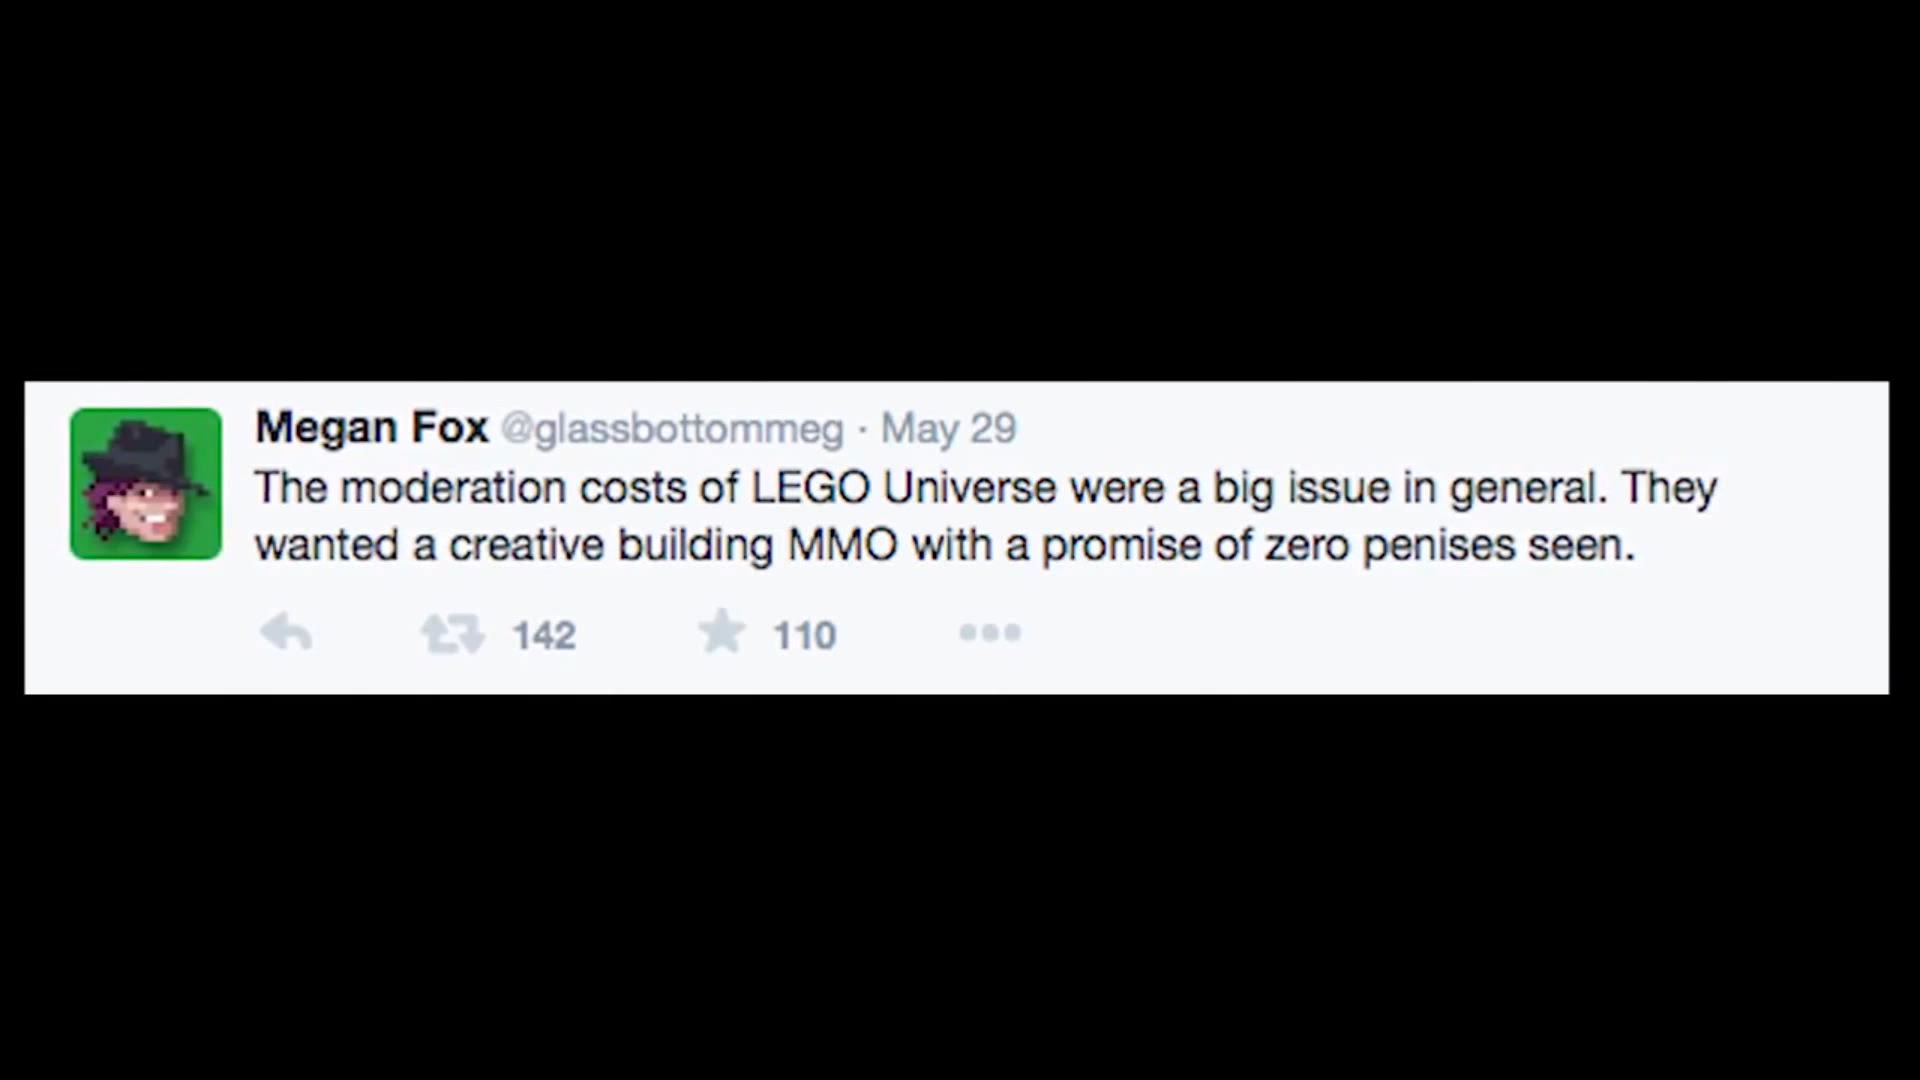 Megan Fox @glassbottommeg · May 29
The moderation costs of LEGO Universe were a big issue in general. They
wanted a creative building MMO with a promise of zero penises seen.
142 110